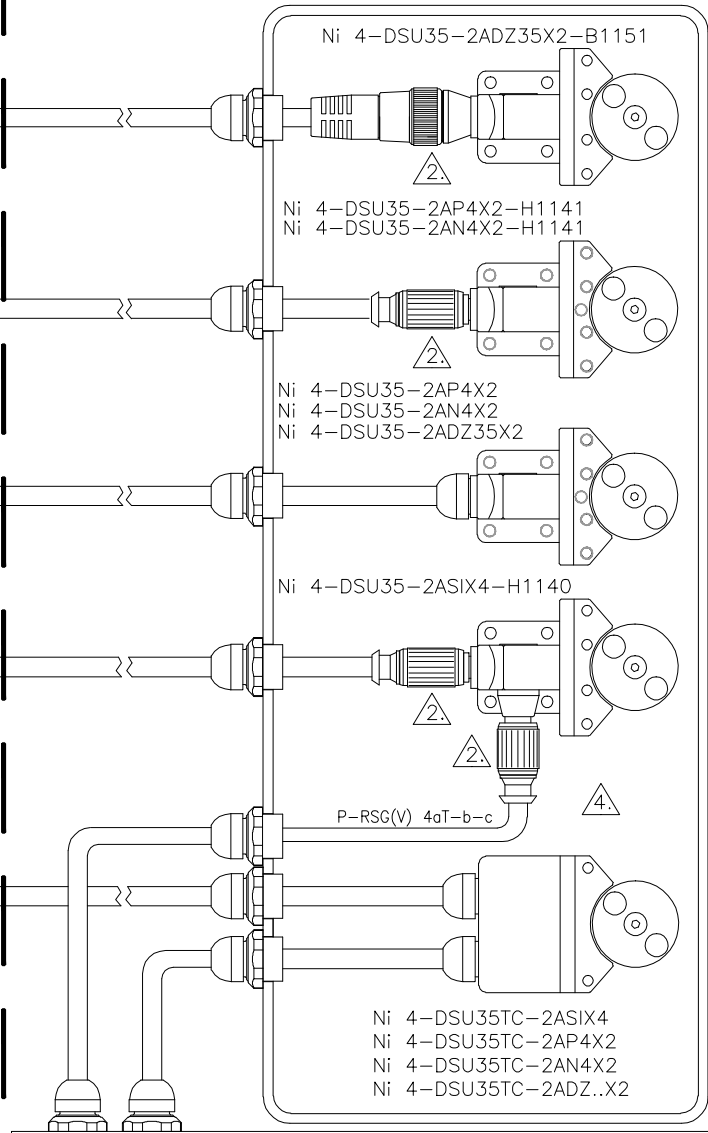 Ni 4-DSU35-2ADZ35X2-B1151
2.
Ni 4-DSU35-2AP4X2-H1141
Ni 4-DSU35-2AN4X2-H1141
2.
Ni 4-DSU35-2AP4X2
Ni 4-DSU35-2AN4X2
Ni 4-DSU35-2ADZ35X2
Ni 4-DSU35-2ASIX4-H1140
2.
2.
4.
P-RSG(V) 4aT-b-c
Ni 4-DSU35TC-2ASIX4
Ni 4-DSU35TC-2AP4X2
Ni 4-DSU35TC-2AN4X2
Ni 4-DSU35TC-2ADZ..X2